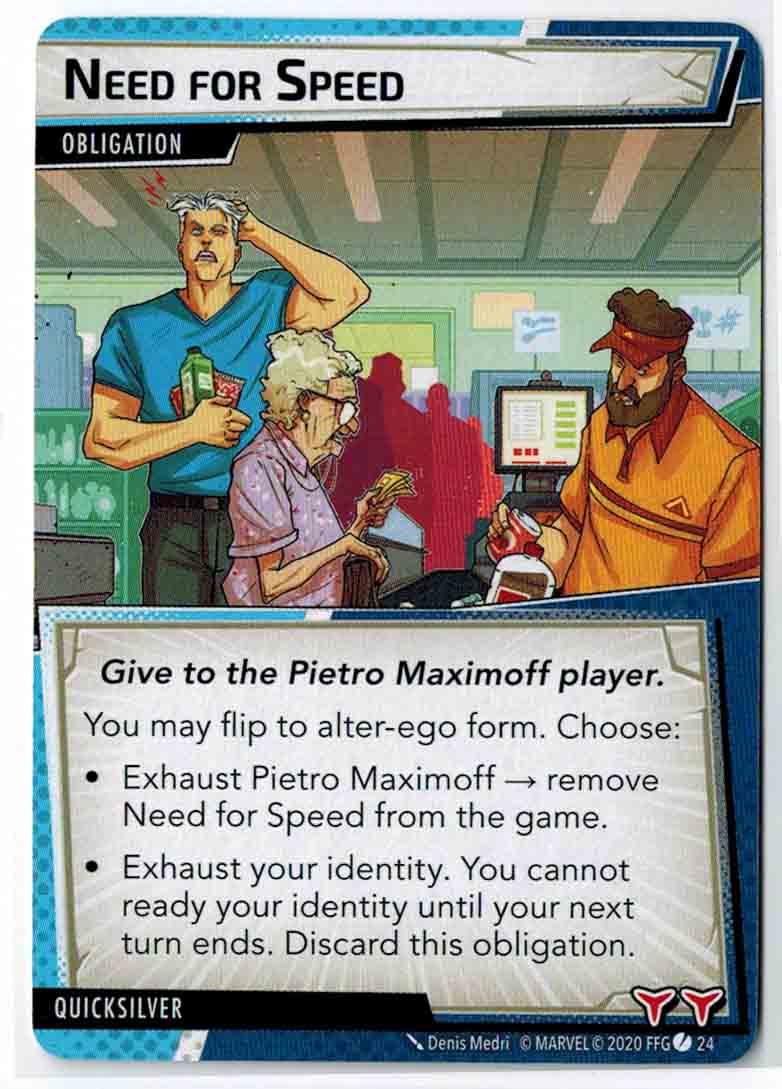 NEED FOR SPEED
OBLIGATION
Give to the Pietro Maximoff player.
You may flip to alter-ego form. Choose:
• Exhaust Pietro Maximoff → remove
Need for Speed from the game.
• Exhaust your identity. You cannot
ready your identity until your next
turn ends. Discard this obligation.
QUICKSILVER
Denis Medri © MARVEL © 2020 FFG 24